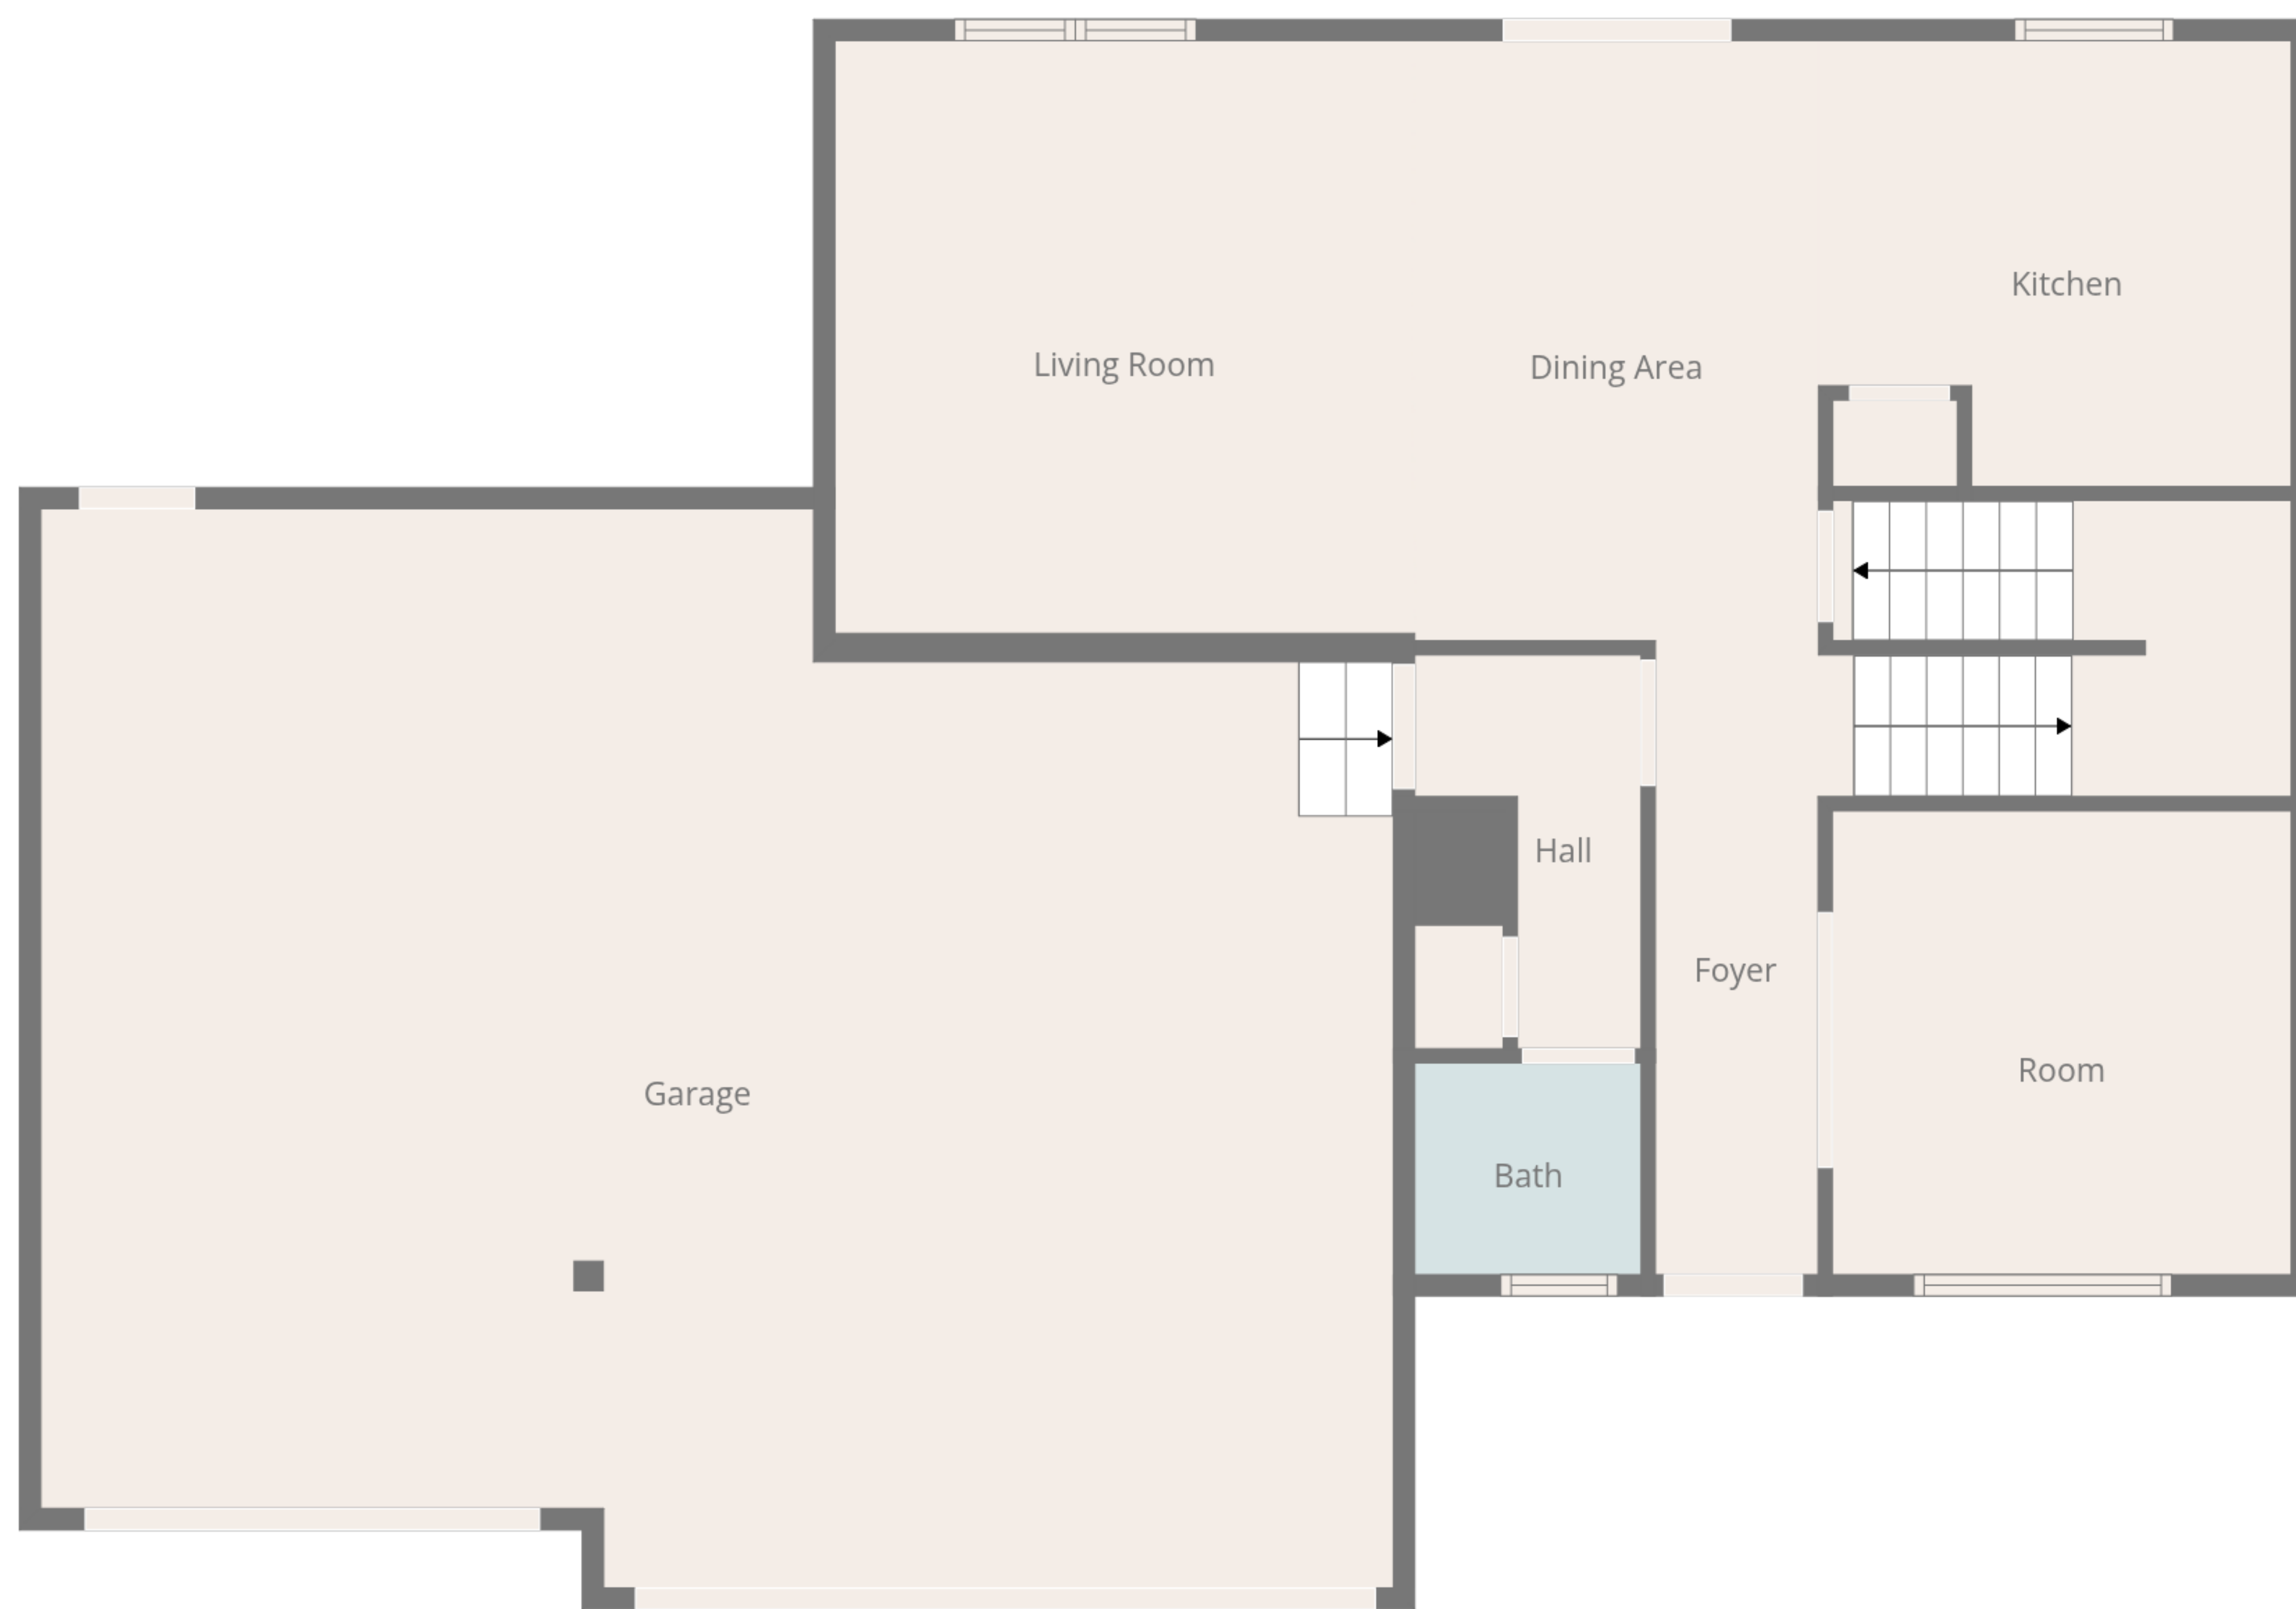 Kitchen
Living Room
Dining Area
Hall
Foyer
Room
Garage
Bath